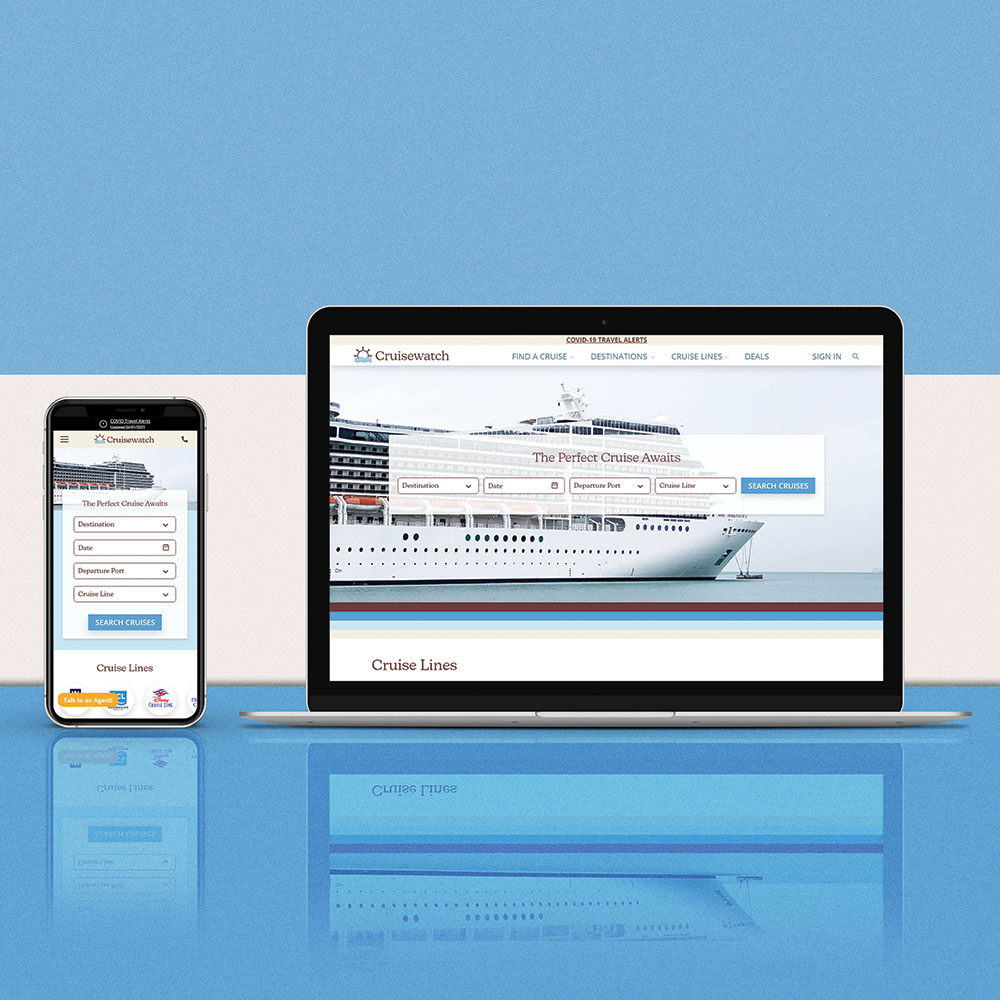 COVID Travel Alerts
Updated 04/01/2021
Cruisewatch
The Perfect Cruise Awaits
Destination
Date
Departure Port
Cruise Line
SEARCH CRUISES
Cruise Lines
Talk to an Agent!
Disney
CRUISE LINE
COVID-19 TRAVEL ALERTS
Cruisewatch
FIND A CRUISE DESTINATIONS CRUISE LINES DEALS SIGN IN
The Perfect Cruise Awaits
Destination Date Departure Port Cruise Line SEARCH CRUISES
Cruise Lines